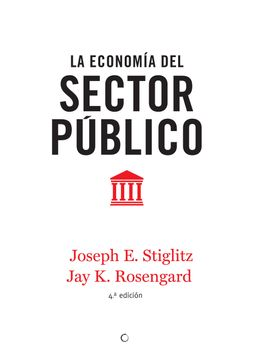 LA ECONOMÍA DEL
SECTOR
PÚBLICO
Joseph E. Stiglitz
Jay K. Rosengard
4.ª edición